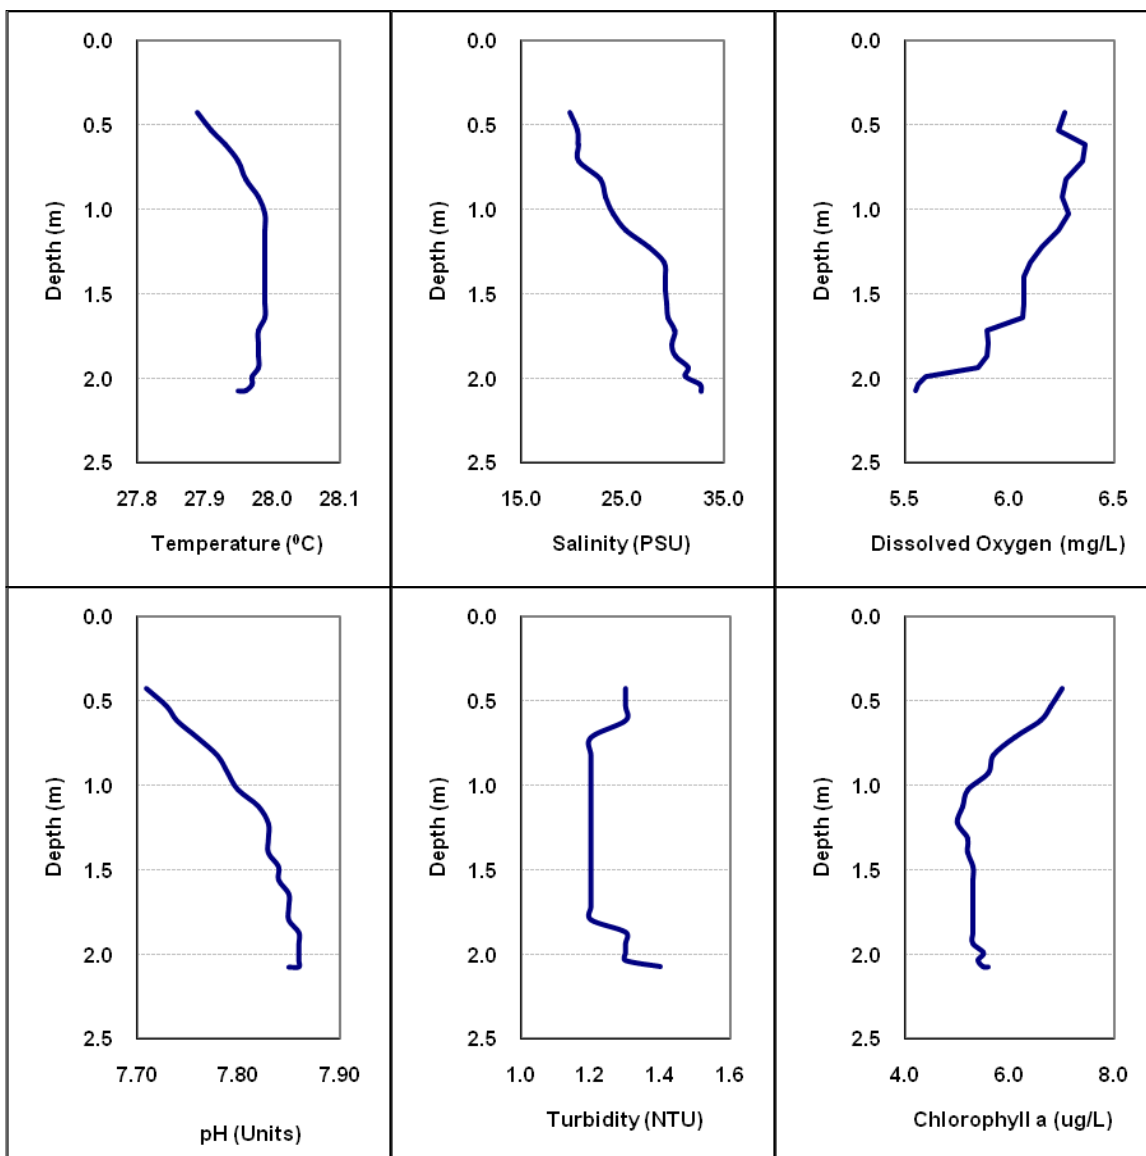 0.0
0.5
1.0
1.5
2.0
2.5
Depth (m)
27.8 27.9 28.0 28.1
Temperature (⁰C)
0.0
0.5
1.0
1.5
2.0
2.5
Depth (m)
15.0 25.0 35.0
Salinity (PSU)
0.0
0.5
1.0
1.5
2.0
2.5
Depth (m)
5.5 6.0 6.5
Dissolved Oxygen (mg/L)
0.0
0.5
1.0
1.5
2.0
2.5
Depth (m)
7.70 7.80 7.90
pH (Units)
0.0
0.5
1.0
1.5
2.0
2.5
Depth (m)
1.0 1.2 1.4 1.6
Turbidity (NTU)
0.0
0.5
1.0
1.5
2.0
2.5
Depth (m)
4.0 6.0 8.0
Chlorophyll a (ug/L)